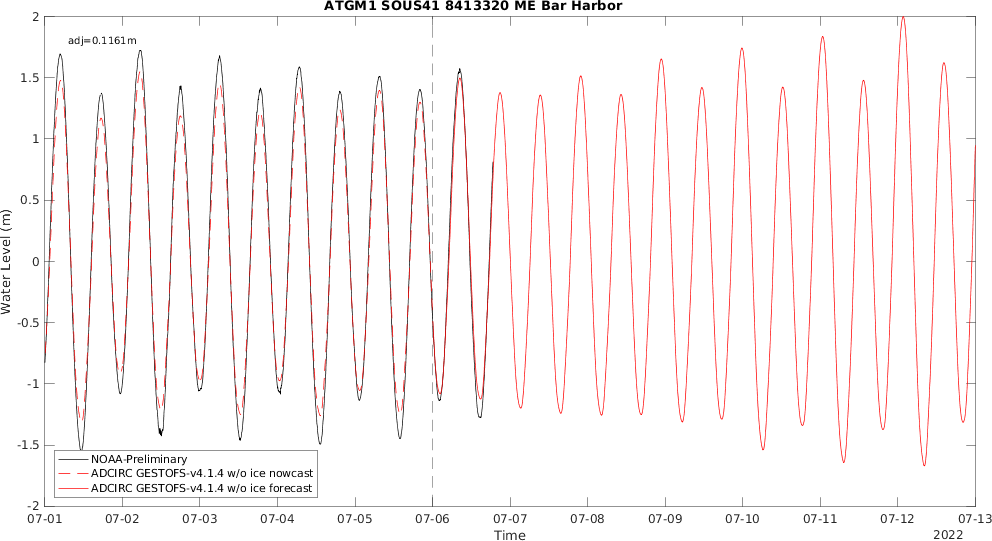 ATGM1 SOUS41 8413320 ME Bar Harbor
adj=0.1161m
2
1.5
1
0.5
0
-0.5
-1
-1.5
-2
Water Level (m)
NOAA-Preliminary
ADCIRC GESTOFS-v4.1.4 w/o ice nowcast
ADCIRC GESTOFS-v4.1.4 w/o ice forecast
07-01 07-02 07-03 07-04 07-05 07-06 07-07 07-08 07-09 07-10 07-11 07-12 07-13
Time
2022